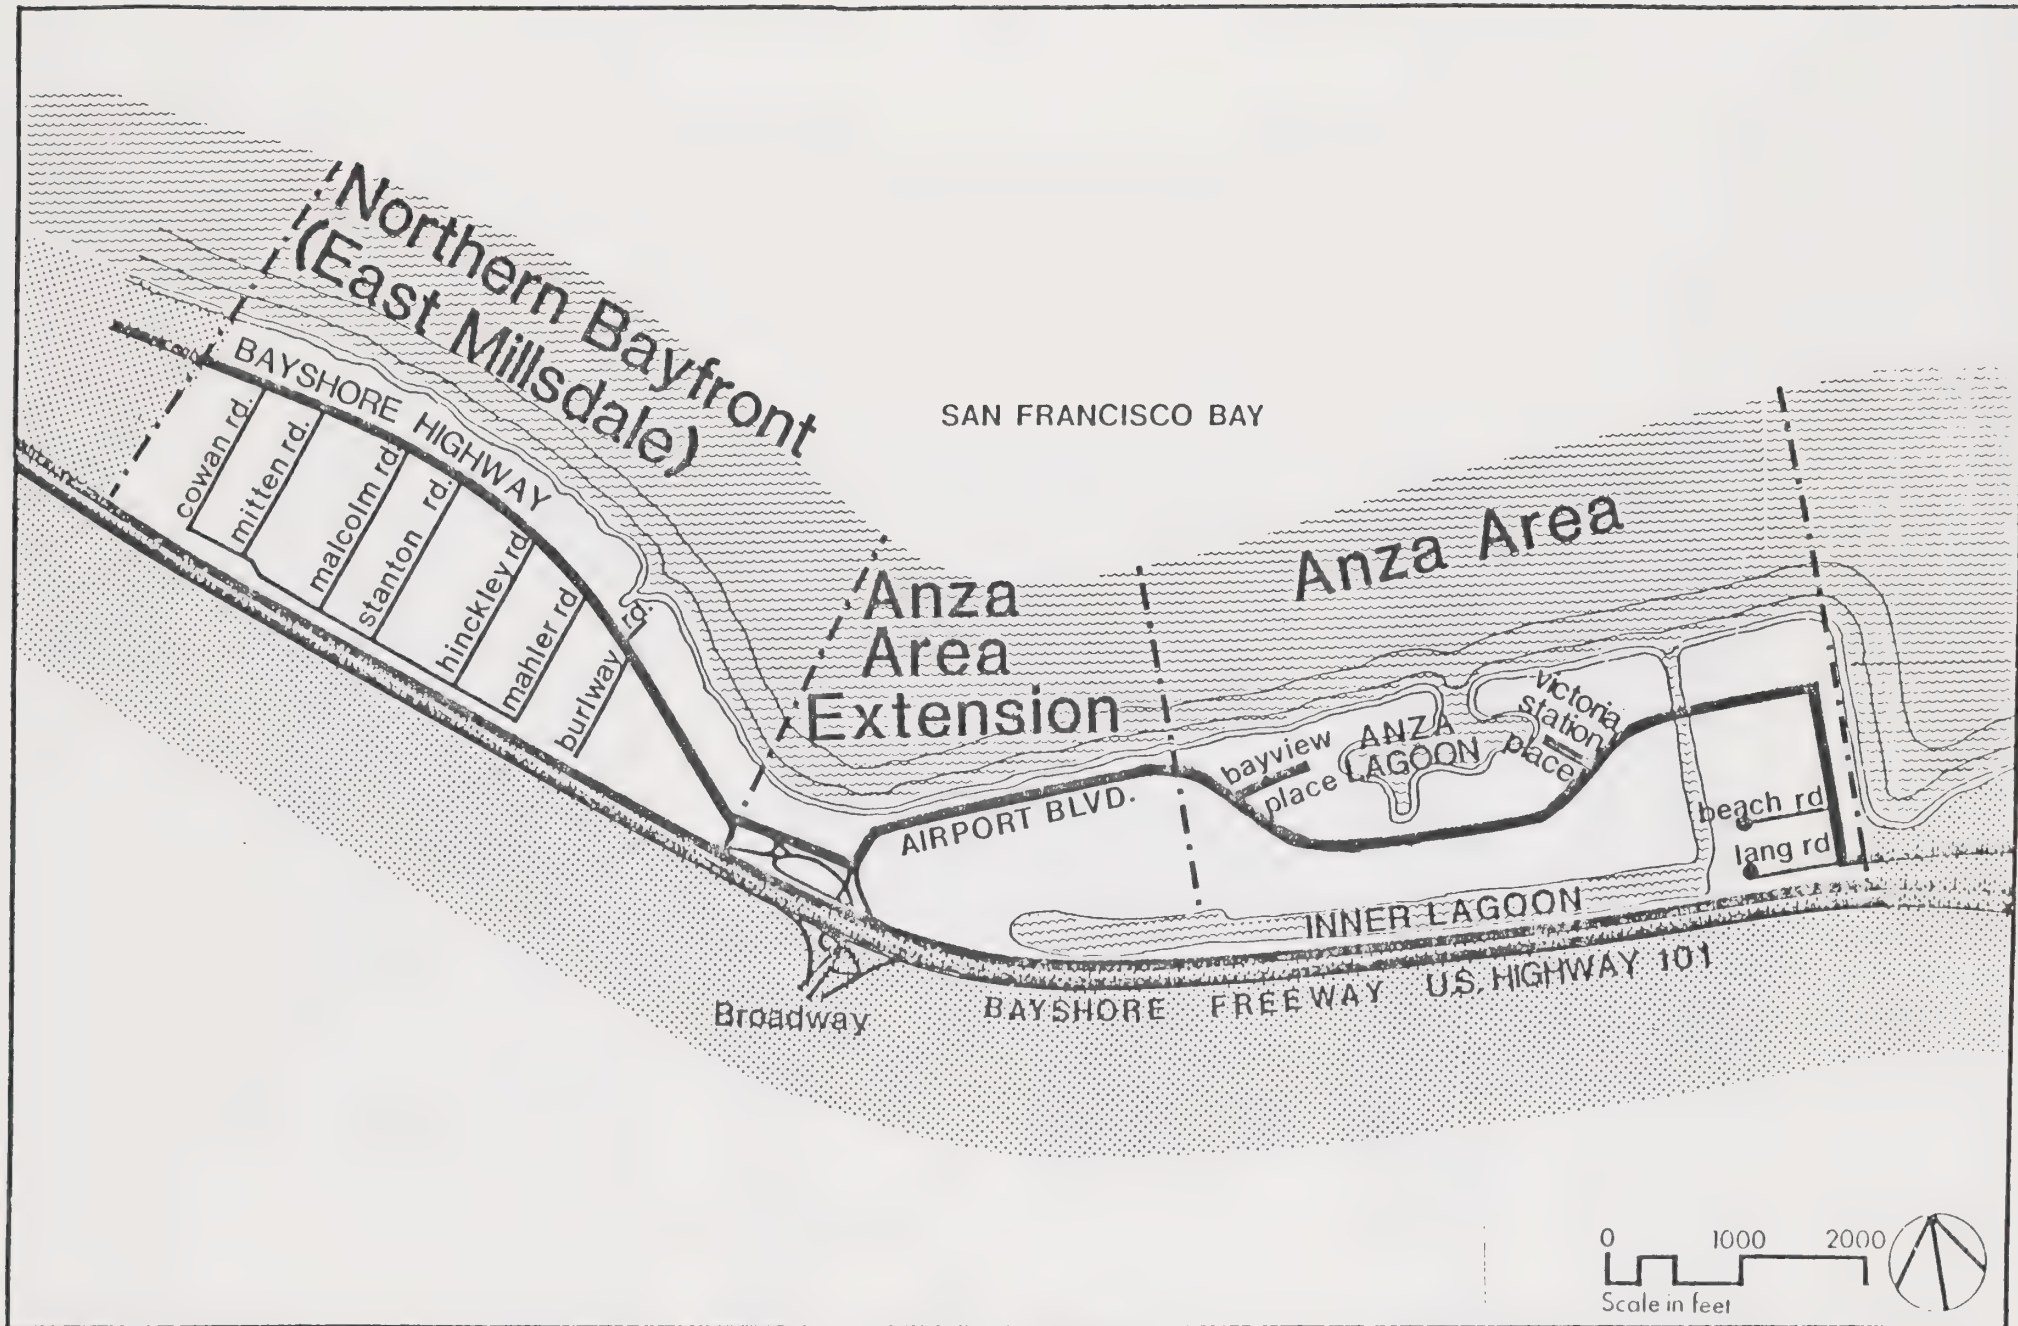 Northern Bayfront
(East Millsdale)
BAYSHORE HIGHWAY
cowan rd.
mitten rd.
malcolm rd.
stanton rd.
hinckley rd.
mahler rd.
burlway rd.
SAN FRANCISCO BAY
Anza
Area
Extension
Anza Area
AIRPORT BLVD.
bayview
place
ANZA
LAGOON
victoria
station
place
beach rd
lang rd
INNER LAGOON
BAYSHORE FREEWAY U.S. HIGHWAY 101
Broadway
0 1000 2000
Scale in feet